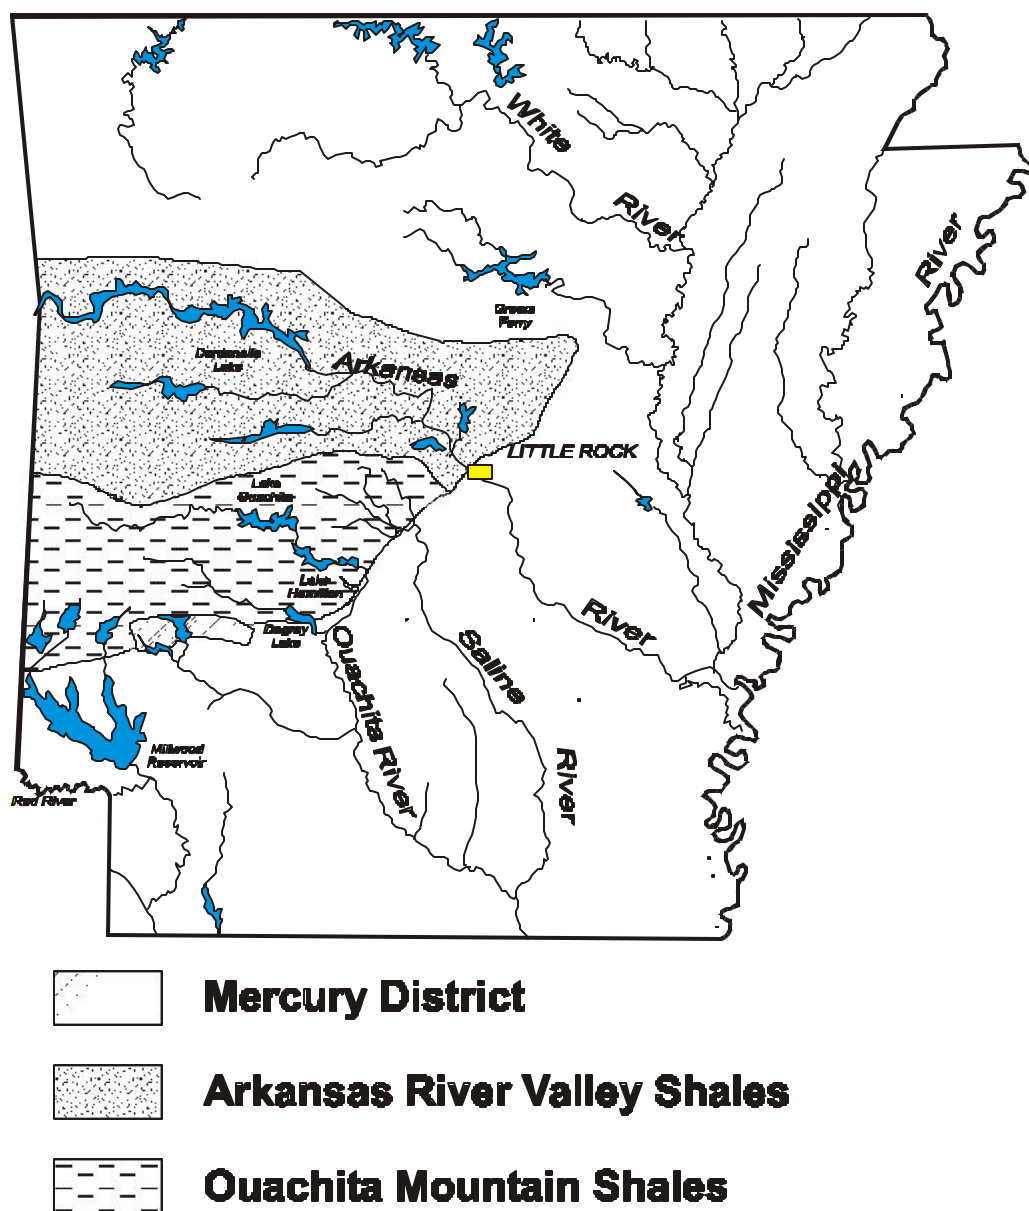 White
River
River
Greers
Ferry
Dardanelle
Lake
Arkansas
LITTLE ROCK
Lake
Ouachita
Mississippi
Lake
Hamilton
River
Degray
Lake
Ouachita River
Saline
River
Millwood
Reservoir
Red River
Mercury District
Arkansas River Valley Shales
Ouachita Mountain Shales